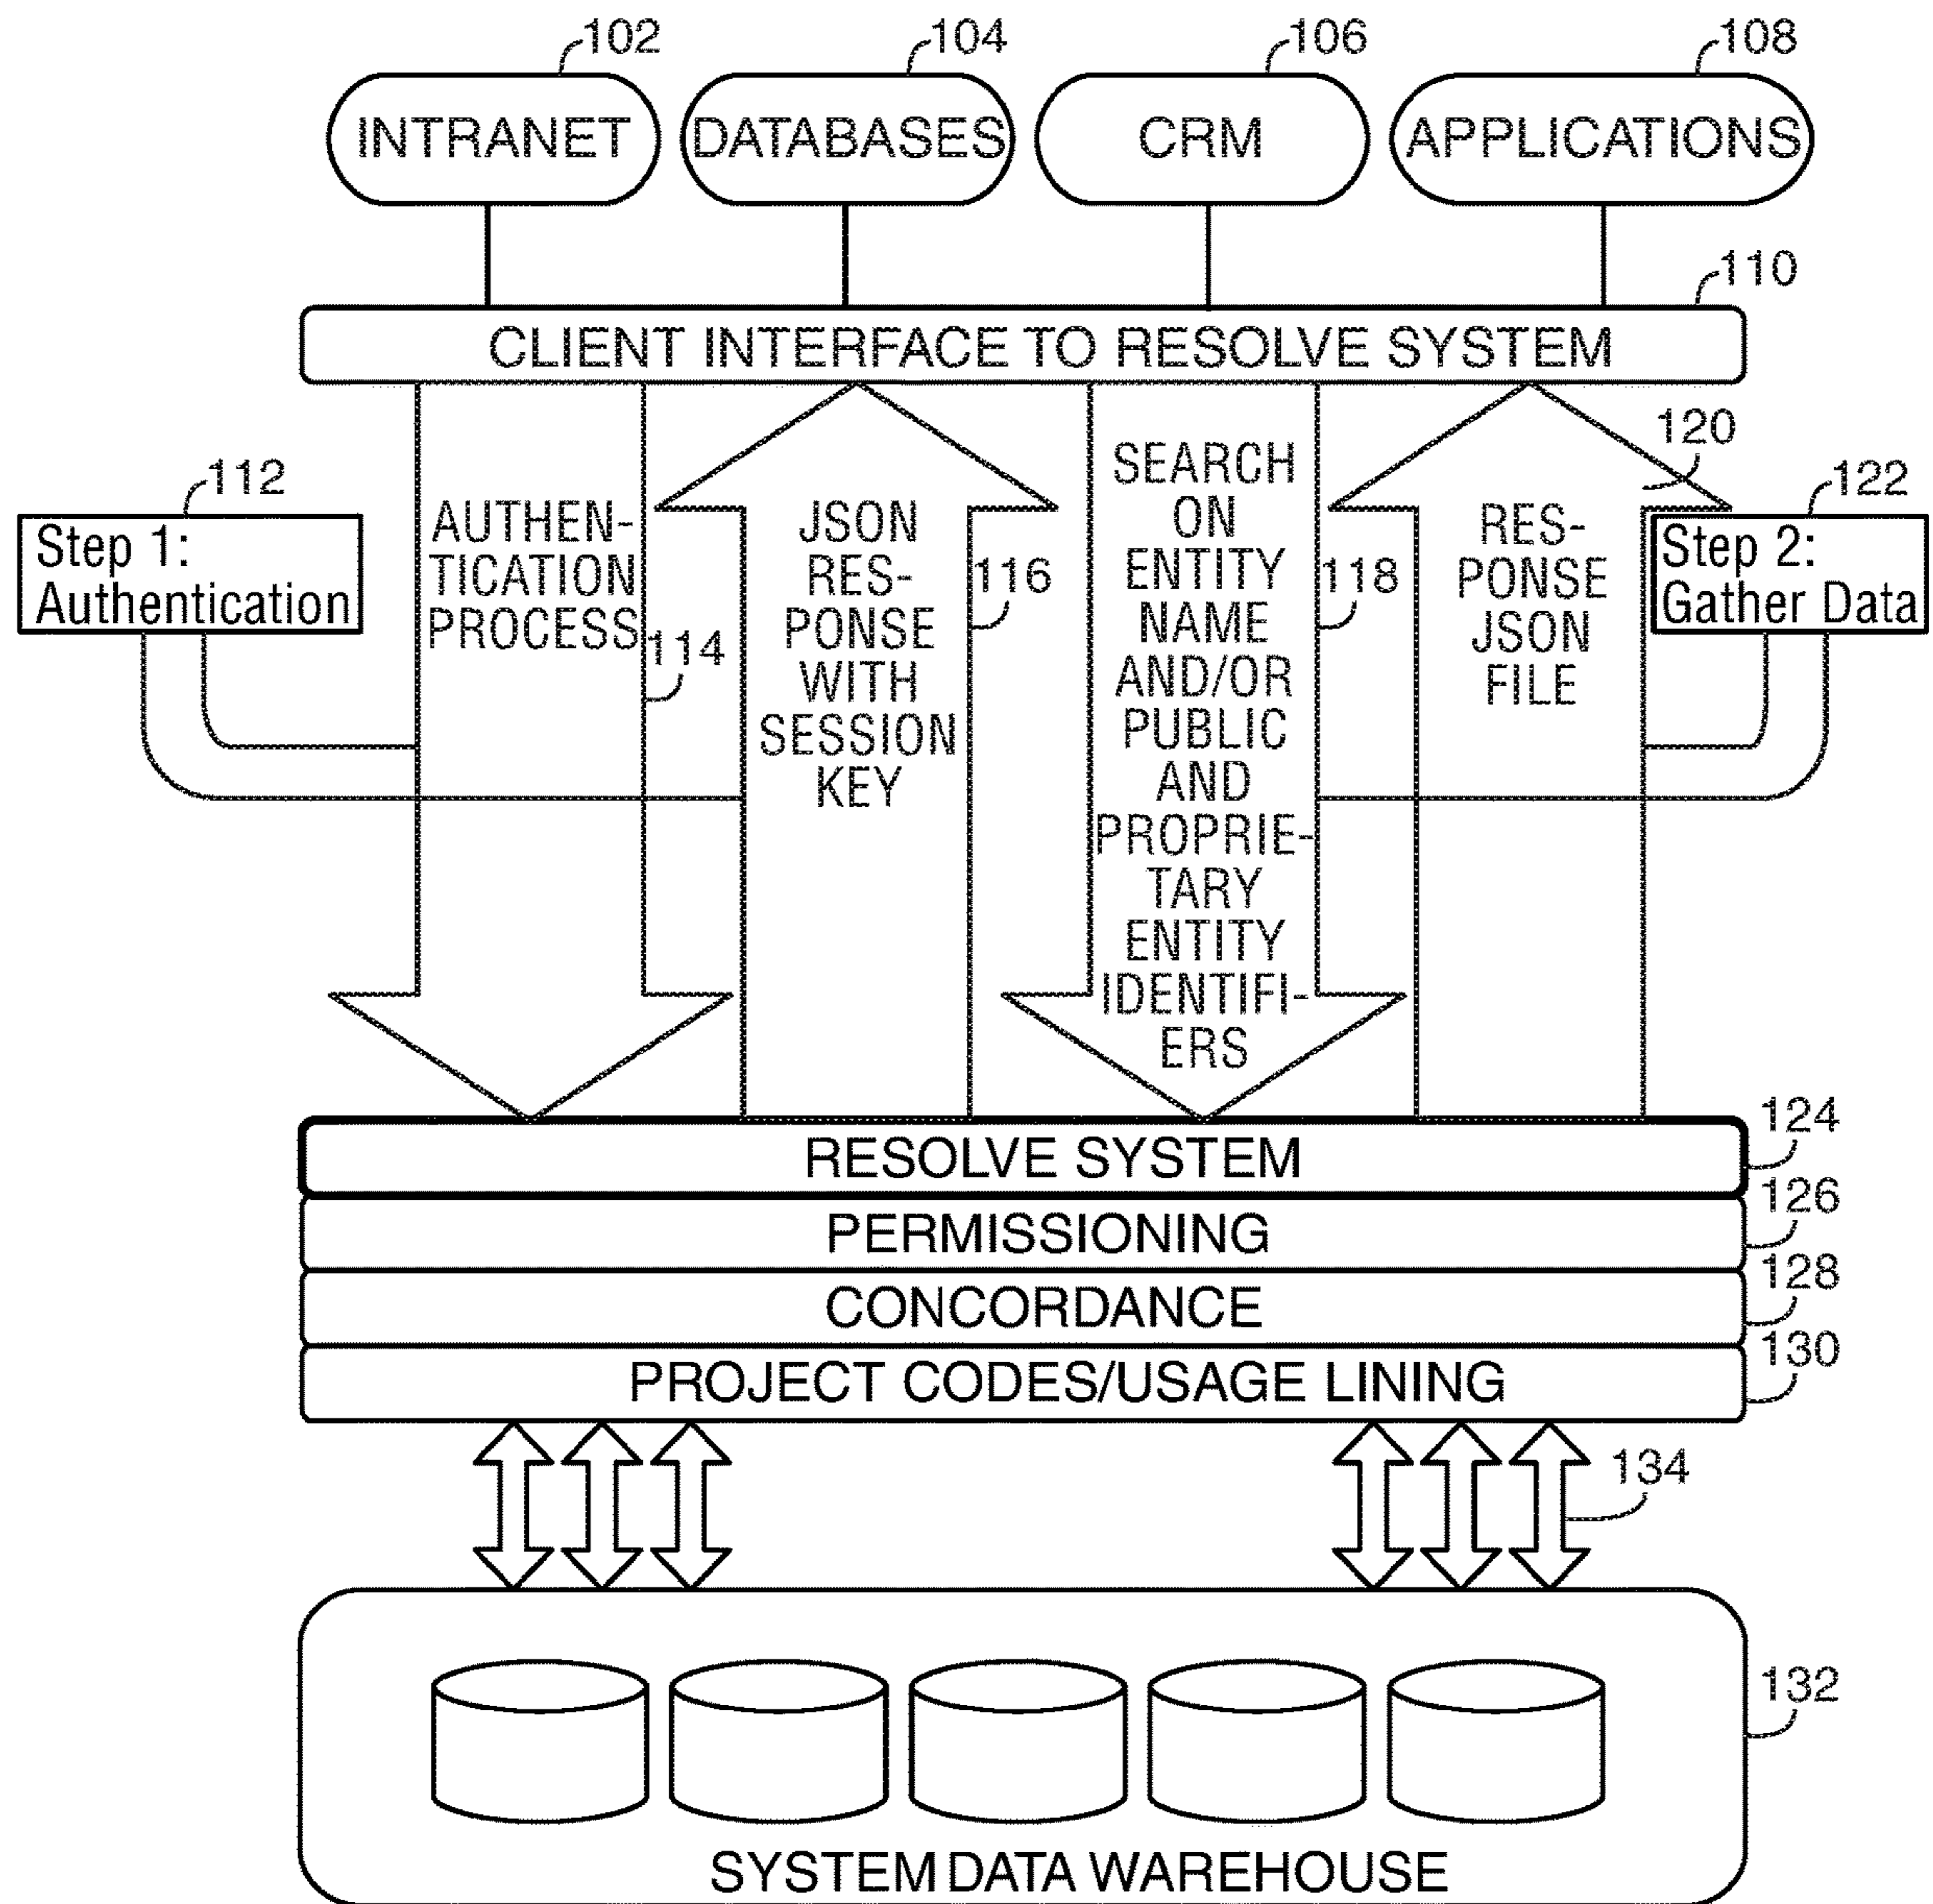 102
104
106
108
INTRANET
DATABASES
CRM
APPLICATIONS
110
CLIENT INTERFACE TO RESOLVE SYSTEM
112
Step 1:
Authentication
AUTHEN-
TICATION
PROCESS
114
JSON
RES-
PONSE
WITH
SESSION
KEY
116
SEARCH
ON
ENTITY
NAME
AND/OR
PUBLIC
AND
PROPRIE-
TARY
ENTITY
IDENTIFI-
ERS
118
120
RES-
PONSE
JSON
FILE
122
Step 2:
Gather Data
RESOLVE SYSTEM
124
PERMISSIONING
126
CONCORDANCE
128
PROJECT CODES/USAGE LINING
130
134
132
SYSTEM DATA WAREHOUSE